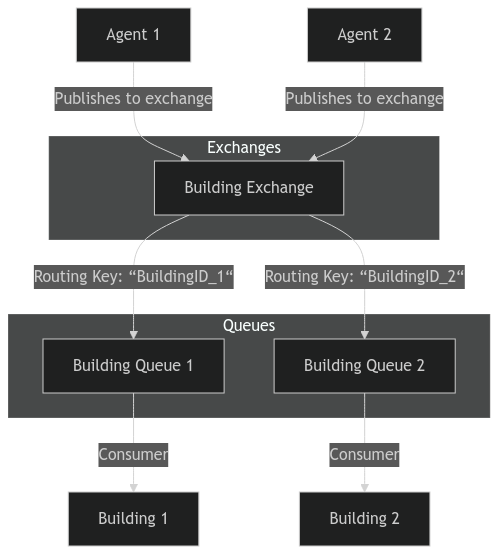 Agent 1
Agent 2
Publishes to exchange
Publishes to exchange
Exchanges
Building Exchange
Routing Key: “BuildingID_1“
Routing Key: “BuildingID_2“
Queues
Building Queue 1
Building Queue 2
Consumer
Consumer
Building 1
Building 2